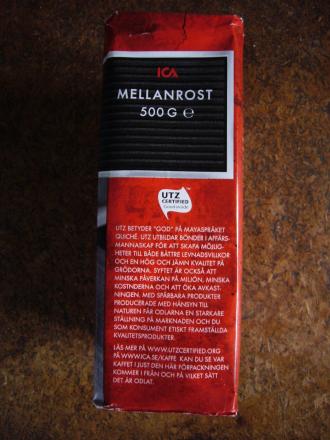 ICA
MELLANROST
500 G ℮
UTZ
CERTIFIED
Good inside
UTZ BETYDER "GOD" PÅ MAYASPRÅKET
QUICHÉ. UTZ UTBILDAR BÖNDER I AFFÄRS-
MANNASKAP FÖR ATT SKAPA MÖJLIG-
HETER TILL BÅDE BÄTTRE LEVNADSVILLKOR
OCH EN HÖG OCH JÄMN KVALITET PÅ
GRÖDORNA. SYFTET ÄR OCKSÅ ATT
MINSKA PÅVERKAN PÅ MILJÖN, MINSKA
KOSTNDERNA OCH ATT ÖKA AVKAST-
NINGEN. MED SPÅRBARA PRODUKTER
PRODUCERADE MED HÄNSYN TILL
NATUREN FÅR ODLARNA EN STARKARE
STÄLLNING PÅ MARKNADEN OCH DU
SOM KONSUMENT ETISKT FRAMSTÄLLDA
KVALITETSPRODUKTER.
LÄS MER PÅ WWW.UTZCERTIFIED.ORG
PÅ WWW.ICA.SE/KAFFE KAN DU SE VAR
KAFFET I JUST DEN HÄR FÖRPACKNINGEN
KOMMER I FRÅN OCH PÅ VILKET SÄTT
DET ÄR ODLAT.